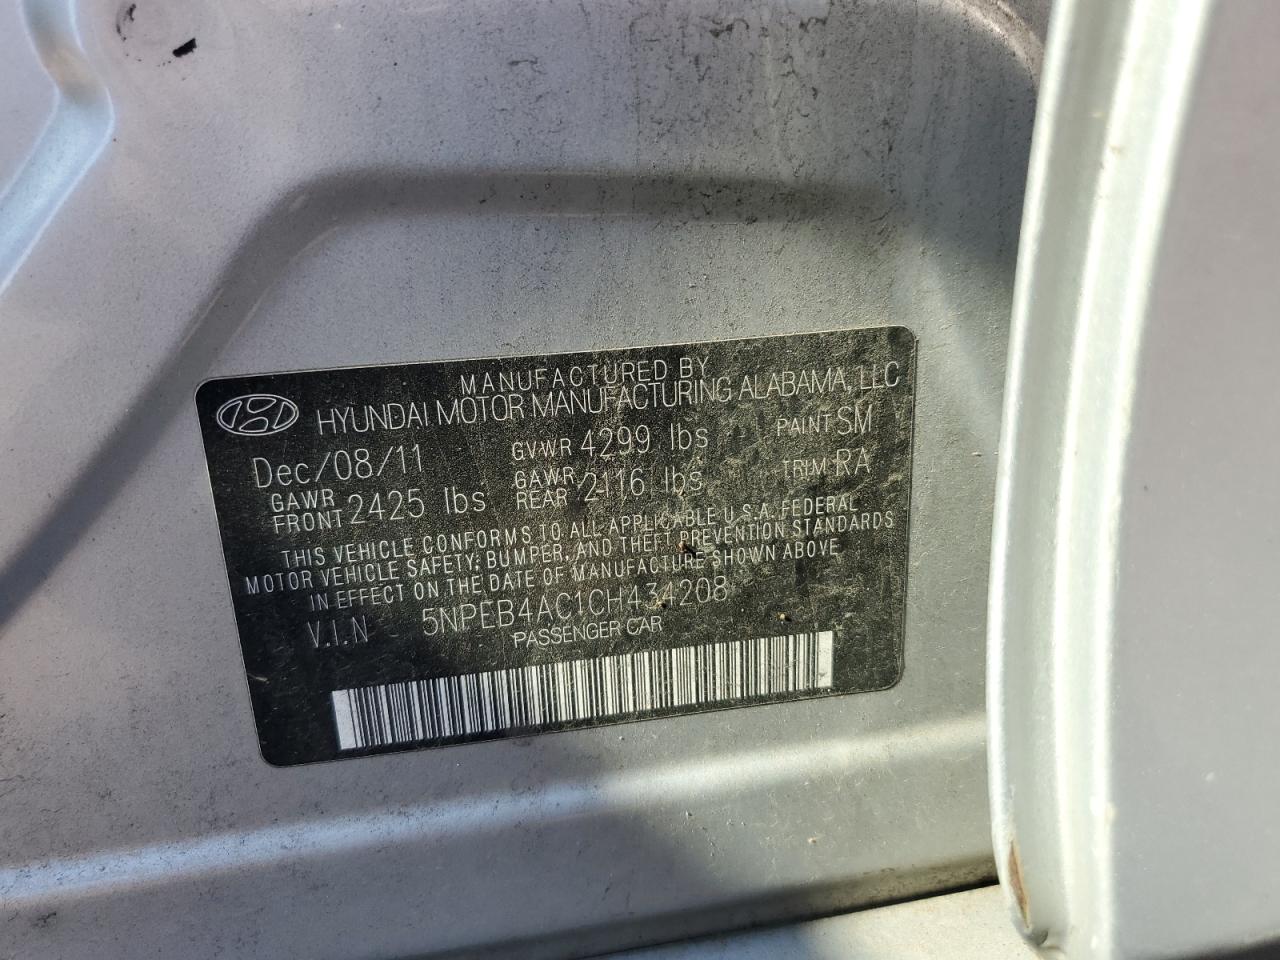 MANUFACTURED BY
HYUNDAI MOTOR MANUFACTURING ALABAMA, LLC
Dec/08/11 GVWR 4299 lbs PAINT SM
GAWR FRONT 2425 lbs GAWR REAR 2116 lbs TRIM RA
THIS VEHICLE CONFORMS TO ALL APPLICABLE U.S.A. FEDERAL
MOTOR VEHICLE SAFETY, BUMPER, AND THEFT PREVENTION STANDARDS
IN EFFECT ON THE DATE OF MANUFACTURE SHOWN ABOVE
V.I.N 5NPEB4AC1CH434208
PASSENGER CAR